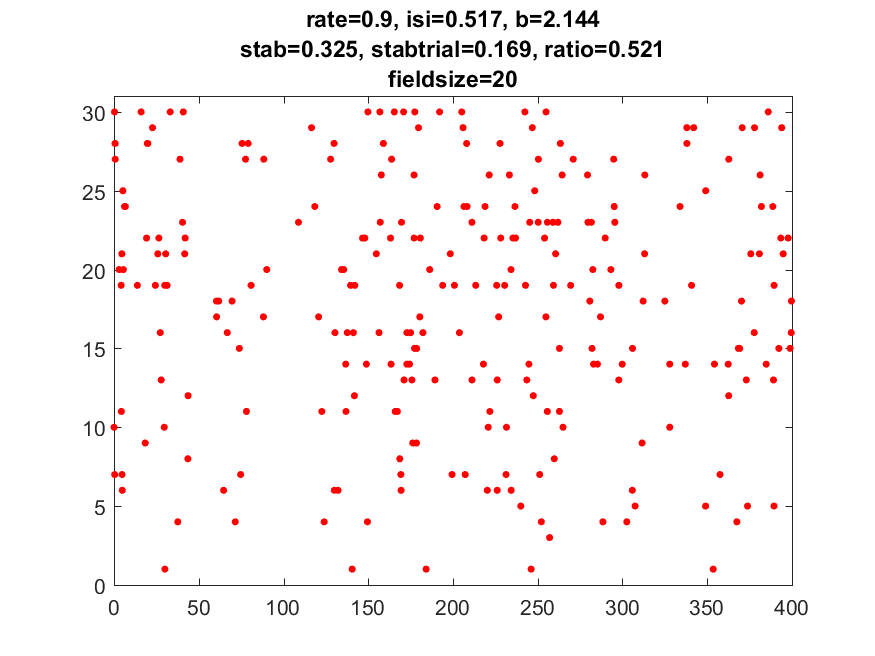 rate=0.9, isi=0.517, b=2.144
stab=0.325, stabtrial=0.169, ratio=0.521
fieldsize=20
30
25
20
15
10
5
0
0 50 100 150 200 250 300 350 400